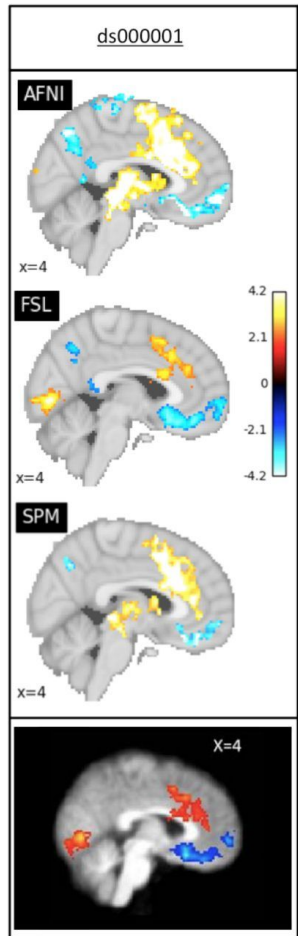 ds000001
AFNI
x=4
FSL
4.2
2.1
0
-2.1
-4.2
x=4
SPM
x=4
X=4